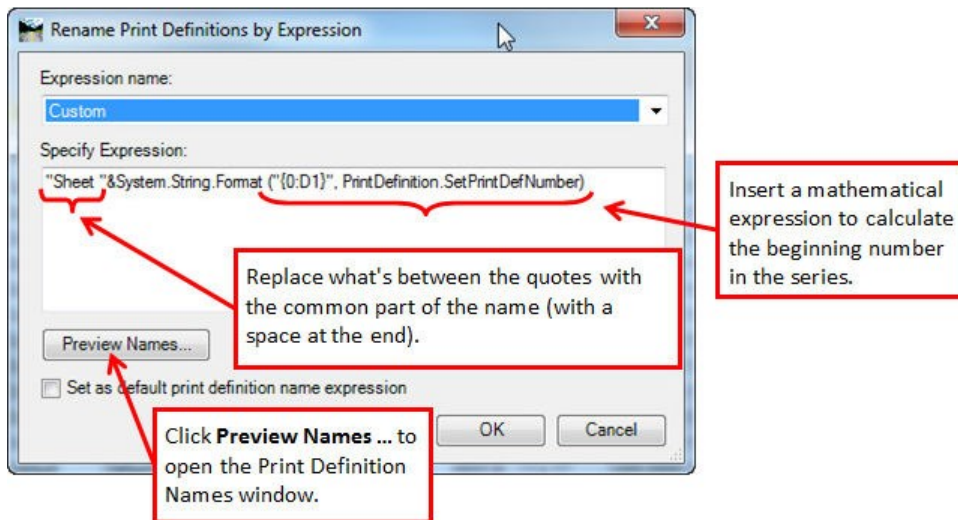 Rename Print Definitions by Expression
Expression name:
Custom
Specify Expression:
"Sheet "&System.String.Format ("{0:D1}", PrintDefinition.SetPrintDefNumber)
Insert a mathematical
expression to calculate
the beginning number
in the series.
Replace what's between the quotes with
the common part of the name (with a
space at the end).
Preview Names...
Set as default print definition name expression
Click Preview Names ... to
open the Print Definition
Names window.
OK
Cancel